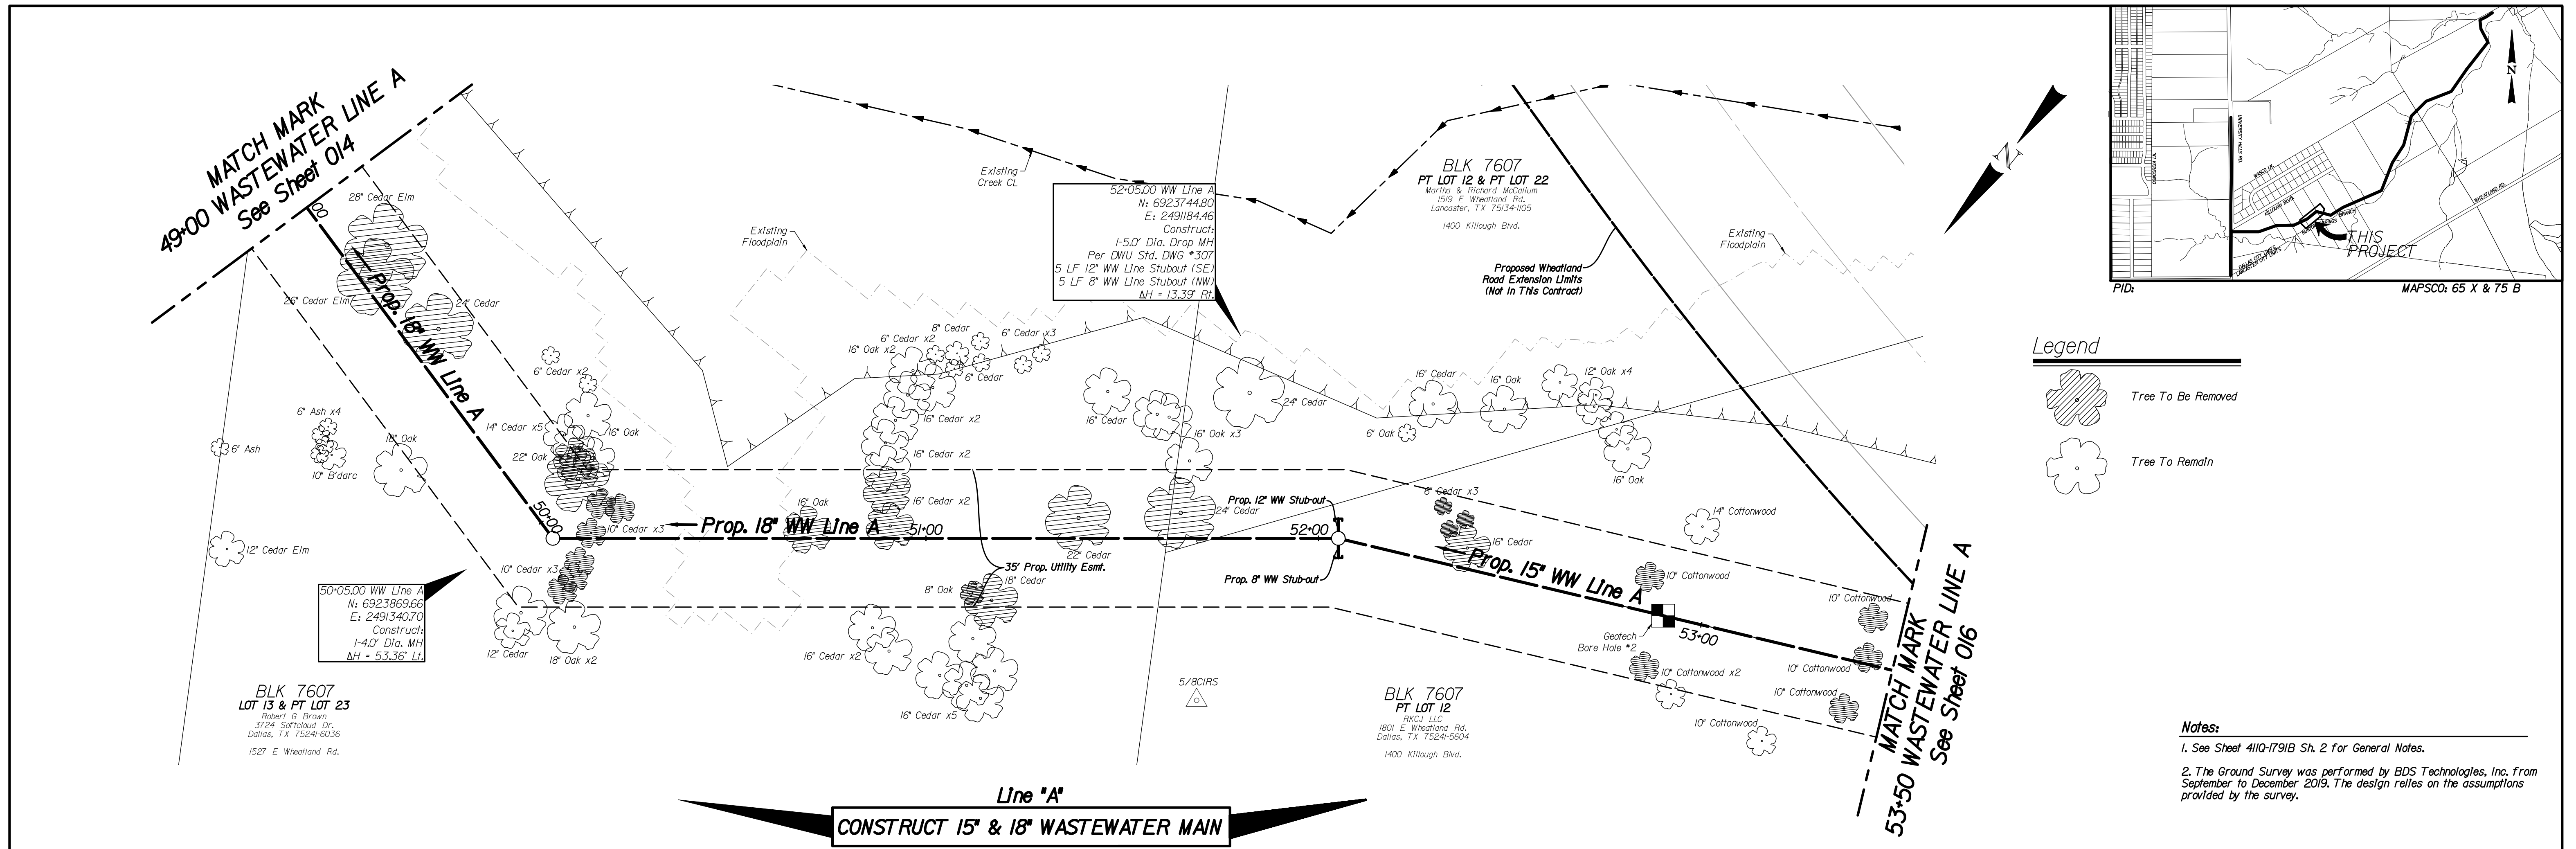 MATCH MARK
49+00 WASTEWATER LINE A
See Sheet 014
00
28" Cedar Elm
26" Cedar Elm
24" Cedar
Prop. 18" WW Line A
6" Cedar x2
6" Ash x4
6" Ash
10" B'darc
18" Oak
14" Cedar x5
16" Oak
22" Oak
12" Cedar Elm
50+00
10" Cedar x3
10" Cedar x3
12" Cedar
18" Oak x2
50+05.00 WW Line A
N: 6923869.66
E: 2491340.70
Construct:
1-4.0' Dia. MH
ΔH = 53.36° Lt.
BLK 7607
LOT 13 & PT LOT 23
Robert G Brown
3724 Softcloud Dr.
Dallas, TX 75241-6036
1527 E Wheatland Rd.
Existing
Creek CL
Existing
Floodplain
52+05.00 WW Line A
N: 6923744.80
E: 2491184.46
Construct:
1-5.0' Dia. Drop MH
Per DWU Std. DWG #307
5 LF 12" WW Line Stubout (SE)
5 LF 8" WW Line Stubout (NW)
ΔH = 13.39° Rt.
8" Cedar
6" Cedar x2
6" Cedar x3
16" Oak x2
6" Cedar
16" Cedar x2
16" Cedar x2
16" Cedar x2
16" Cedar
16" Oak x3
24" Cedar
16" Oak
Prop. 18" WW Line A
51+00
22" Cedar
24" Cedar
35' Prop. Utility Esmt.
18" Cedar
8" Oak
16" Cedar x2
16" Cedar x5
Prop. 12" WW Stub-out
52+00
Prop. 8" WW Stub-out
5/8CIRS
BLK 7607
PT LOT 12 & PT LOT 22
Martha & Richard McCallum
1519 E Wheatland Rd.
Lancaster, TX 75134-1105
1400 Killough Blvd.
Proposed Wheatland
Road Extension Limits
(Not In This Contract)
Existing
Floodplain
16" Cedar
16" Oak
12" Oak x4
6" Oak
16" Oak
6" Cedar x3
16" Cedar
Prop. 15" WW Line A
14" Cottonwood
10" Cottonwood
10" Cottonwood
Geotech
Bore Hole #2
53+00
10" Cottonwood x2
10" Cottonwood
10" Cottonwood
10" Cottonwood
BLK 7607
PT LOT 12
RKCJ LLC
1801 E Wheatland Rd.
Dallas, TX 75241-5604
1400 Killough Blvd.
MATCH MARK
53+50 WASTEWATER LINE A
See Sheet 016
N
Line "A"
CONSTRUCT 15" & 18" WASTEWATER MAIN
N
UNIVERSITY HILLS BLVD.
WAGCO LN.
KILLOUGH BLVD.
WHEATLAND RD.
DALLAS CITY LIMITS
LANCASTER CITY LIMITS
THIS
PROJECT
PID:
MAPSCO: 65 X & 75 B
Legend
Tree To Be Removed
Tree To Remain
Notes:
1. See Sheet 411Q-1791B Sh. 2 for General Notes.
2. The Ground Survey was performed by BDS Technologies, Inc. from
September to December 2019. The design relies on the assumptions
provided by the survey.